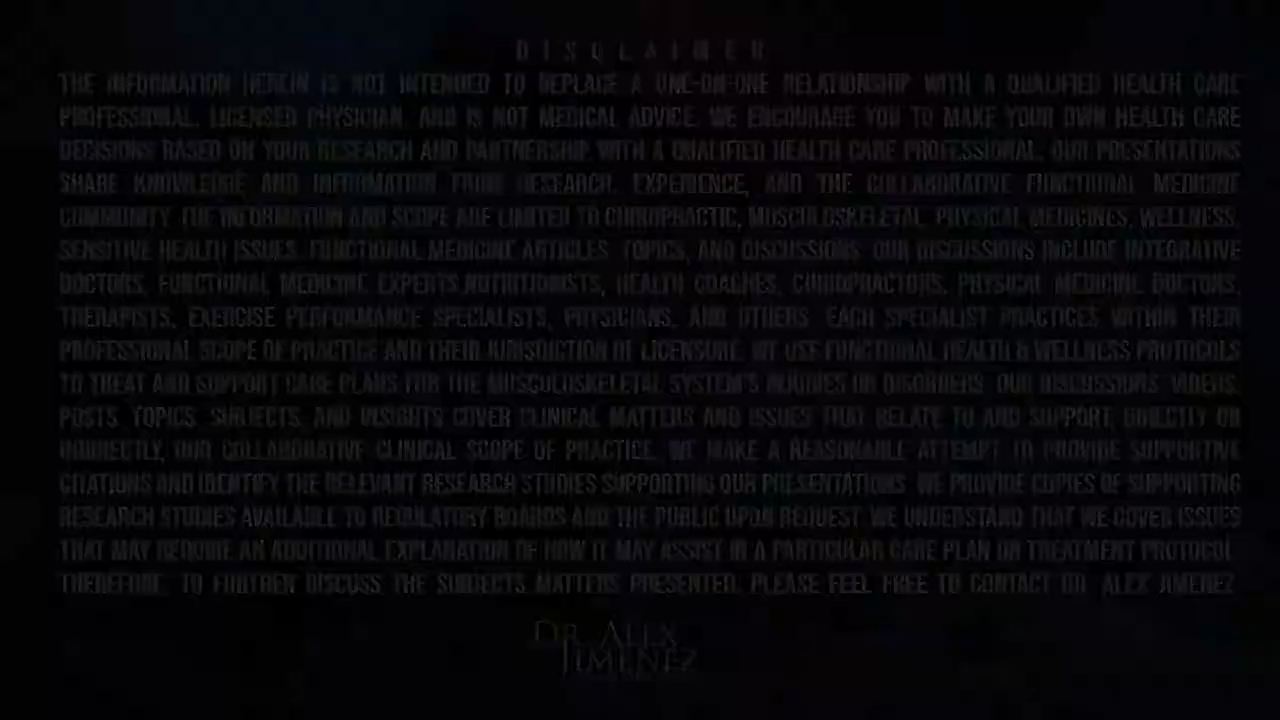 DISCLAIMER
THE INFORMATION HEREIN IS NOT INTENDED TO REPLACE A ONE-ON-ONE RELATIONSHIP WITH A QUALIFIED HEALTH CARE
PROFESSIONAL, LICENSED PHYSICIAN, AND IS NOT MEDICAL ADVICE. WE ENCOURAGE YOU TO MAKE YOUR OWN HEALTH CARE
DECISIONS BASED ON YOUR RESEARCH AND PARTNERSHIP WITH A QUALIFIED HEALTH CARE PROFESSIONAL. OUR PRESENTATIONS
SHARE KNOWLEDGE AND INFORMATION FROM RESEARCH, EXPERIENCE, AND THE COLLABORATIVE FUNCTIONAL MEDICINE
COMMUNITY. THE INFORMATION AND SCOPE ARE LIMITED TO CHIROPRACTIC, MUSCULOSKELETAL, PHYSICAL MEDICINES, WELLNESS,
SENSITIVE HEALTH ISSUES, FUNCTIONAL MEDICINE ARTICLES, TOPICS, AND DISCUSSIONS. OUR DISCUSSIONS INCLUDE INTEGRATIVE
DOCTORS, FUNCTIONAL MEDICINE EXPERTS,NUTRITIONISTS, HEALTH COACHES, CHIROPRACTORS, PHYSICAL MEDICINE DOCTORS,
THERAPISTS, EXERCISE PERFORMANCE SPECIALISTS, PHYSICIANS, AND OTHERS. EACH SPECIALIST PRACTICES WITHIN THEIR
PROFESSIONAL SCOPE OF PRACTICE AND THEIR JURISDICTION OF LICENSURE. WE USE FUNCTIONAL HEALTH & WELLNESS PROTOCOLS
TO TREAT AND SUPPORT CARE PLANS FOR THE MUSCULOSKELETAL SYSTEM'S INJURIES OR DISORDERS. OUR DISCUSSIONS, VIDEOS,
POSTS, TOPICS, SUBJECTS, AND INSIGHTS COVER CLINICAL MATTERS AND ISSUES THAT RELATE TO AND SUPPORT, DIRECTLY OR
INDIRECTLY, OUR COLLABORATIVE CLINICAL SCOPE OF PRACTICE. WE MAKE A REASONABLE ATTEMPT TO PROVIDE SUPPORTIVE
CITATIONS AND IDENTIFY THE RELEVANT RESEARCH STUDIES SUPPORTING OUR PRESENTATIONS. WE PROVIDE COPIES OF SUPPORTING
RESEARCH STUDIES AVAILABLE TO REGULATORY BOARDS AND THE PUBLIC UPON REQUEST. WE UNDERSTAND THAT WE COVER ISSUES
THAT MAY REQUIRE AN ADDITIONAL EXPLANATION OF HOW IT MAY ASSIST IN A PARTICULAR CARE PLAN OR TREATMENT PROTOCOL.
THEREFORE, TO FURTHER DISCUSS THE SUBJECTS MATTERS PRESENTED, PLEASE FEEL FREE TO CONTACT DR. ALEX JIMENEZ.
DR. ALEX
JIMENEZ